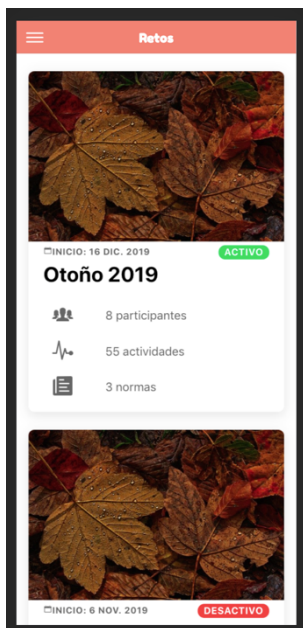 Retos
INICIO: 16 DIC. 2019 ACTIVO
Otoño 2019
8 participantes
55 actividades
3 normas
INICIO: 6 NOV. 2019 DESACTIVO